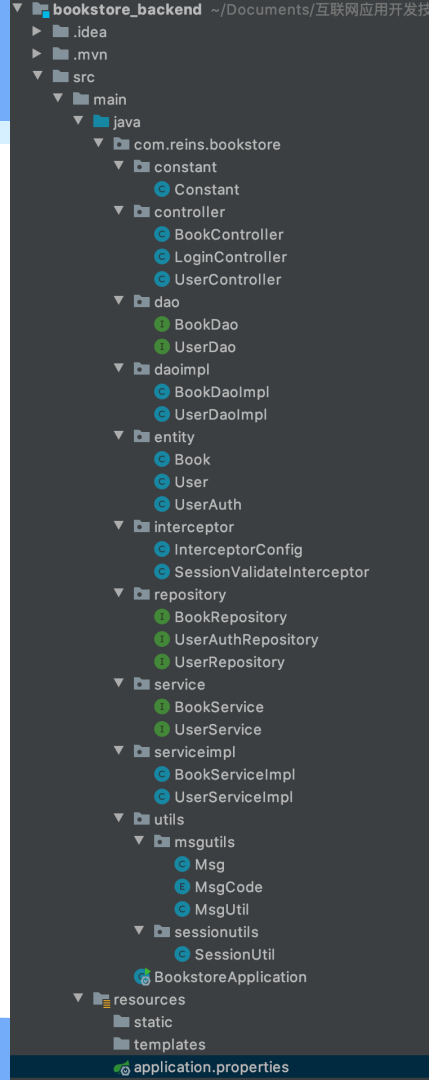 bookstore_backend ~/Documents/互联网应用开发技
.idea
.mvn
src
main
java
com.reins.bookstore
constant
C Constant
controller
C BookController
C LoginController
C UserController
dao
I BookDao
I UserDao
daoimpl
C BookDaoImpl
C UserDaoImpl
entity
C Book
C User
C UserAuth
interceptor
C InterceptorConfig
C SessionValidateInterceptor
repository
I BookRepository
I UserAuthRepository
I UserRepository
service
I BookService
I UserService
serviceimpl
C BookServiceImpl
C UserServiceImpl
utils
msgutils
C Msg
E MsgCode
C MsgUtil
sessionutils
C SessionUtil
BookstoreApplication
resources
static
templates
application.properties